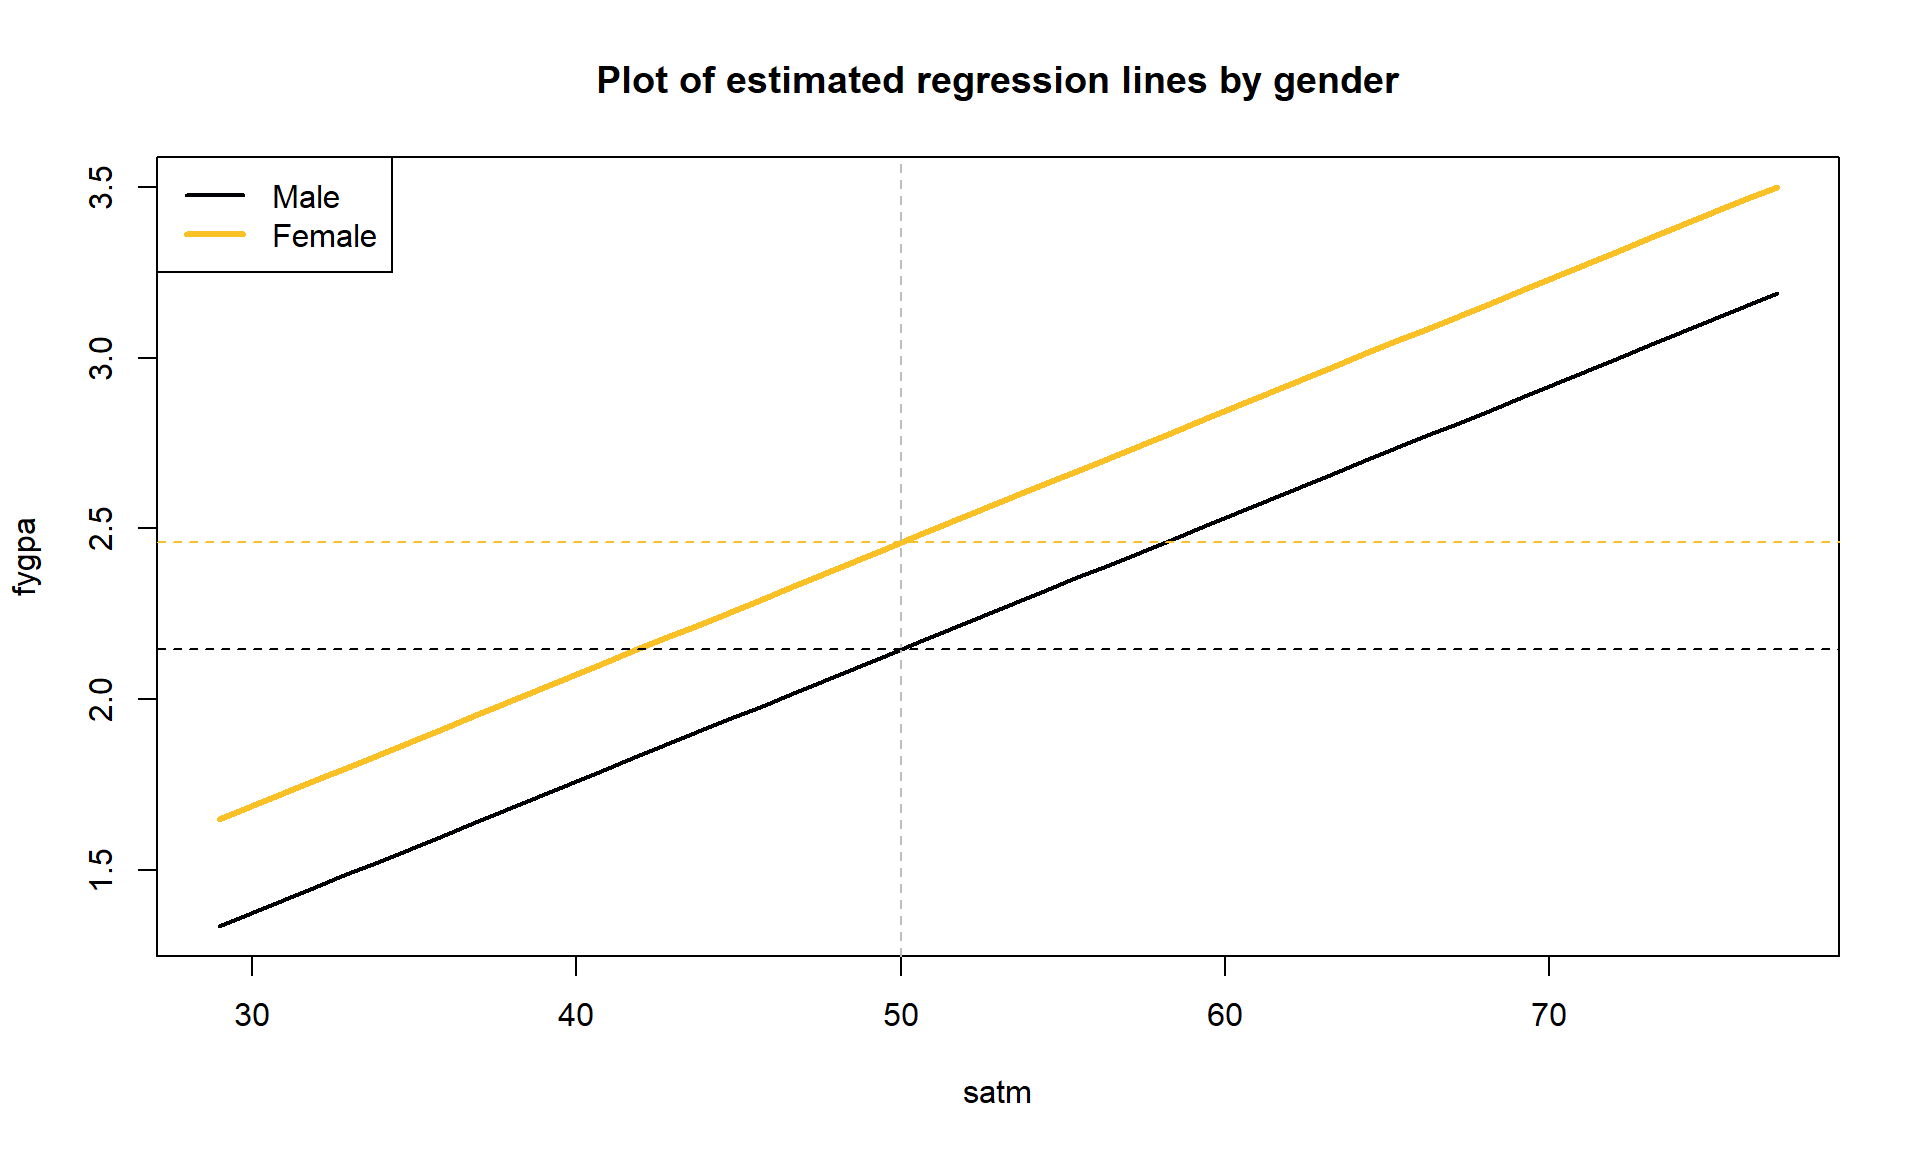 Plot of estimated regression lines by gender
Male
Female
fygpa
3.5
3.0
2.5
2.0
1.5
30 40 50 60 70
satm